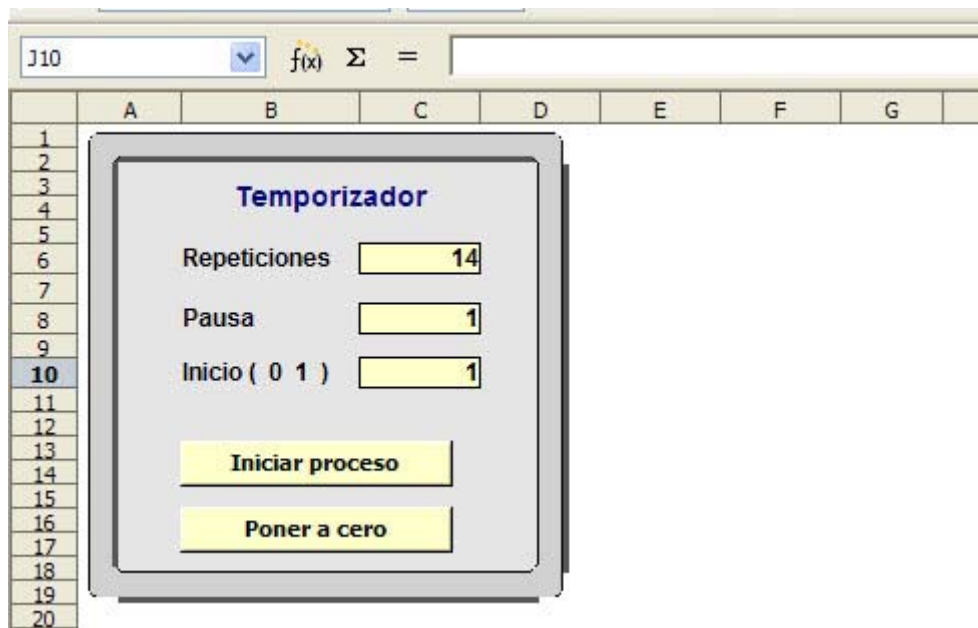 J10 f(x) Σ =
A B C D E F G
1
2
3
Temporizador
4
5
6 Repeticiones 14
7
8 Pausa 1
9
10 Inicio ( 0 1 ) 1
11
12
13
Iniciar proceso
14
15
16
Poner a cero
17
18
19
20